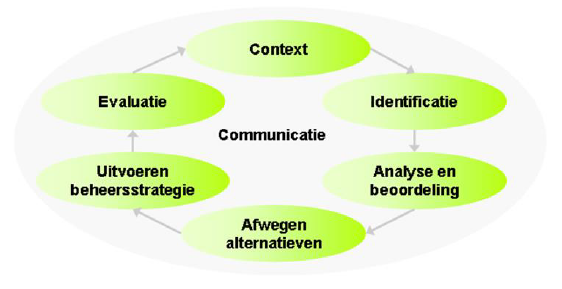 Context
Identificatie
Analyse en
beoordeling
Afwegen
alternatieven
Uitvoeren
beheersstrategie
Evaluatie
Communicatie